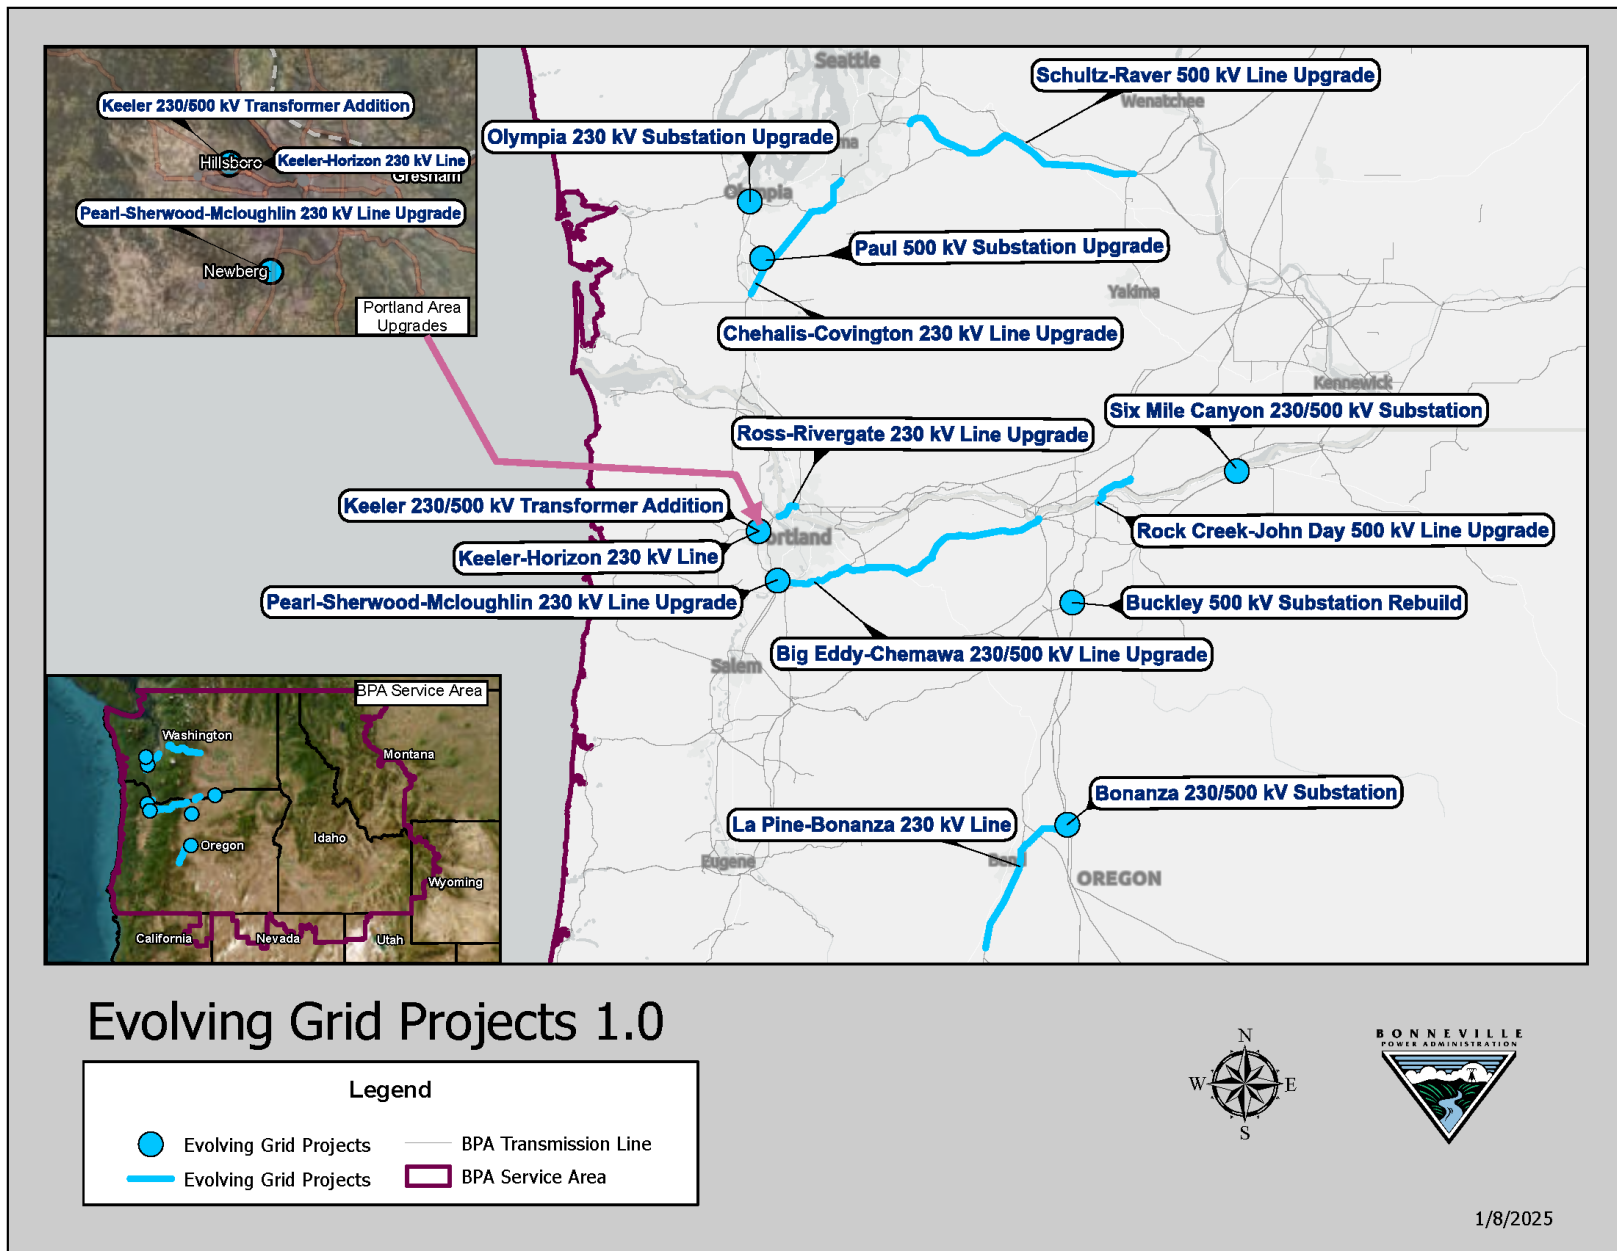 Keeler 230/500 kV Transformer Addition
Hillsboro
Keeler-Horizon 230 kV Line
Gresham
Pearl-Sherwood-Mcloughlin 230 kV Line Upgrade
Newberg
Portland Area
Upgrades
Seattle
Schultz-Raver 500 kV Line Upgrade
Wenatchee
Olympia 230 kV Substation Upgrade
ma
Olympia
Paul 500 kV Substation Upgrade
Yakima
Chehalis-Covington 230 kV Line Upgrade
Kennewick
Six Mile Canyon 230/500 kV Substation
Ross-Rivergate 230 kV Line Upgrade
Keeler 230/500 kV Transformer Addition
Rock Creek-John Day 500 kV Line Upgrade
ortland
Keeler-Horizon 230 kV Line
Pearl-Sherwood-Mcloughlin 230 kV Line Upgrade
Buckley 500 kV Substation Rebuild
Big Eddy-Chemawa 230/500 kV Line Upgrade
Salem
BPA Service Area
Washington
Montana
Oregon
Idaho
Wyoming
California
Nevada
Utah
Bonanza 230/500 kV Substation
La Pine-Bonanza 230 kV Line
Eugene
Bend
OREGON
Evolving Grid Projects 1.0
Legend
Evolving Grid Projects
BPA Transmission Line
Evolving Grid Projects
BPA Service Area
N
W
E
S
BONNEVILLE
POWER ADMINISTRATION
1/8/2025